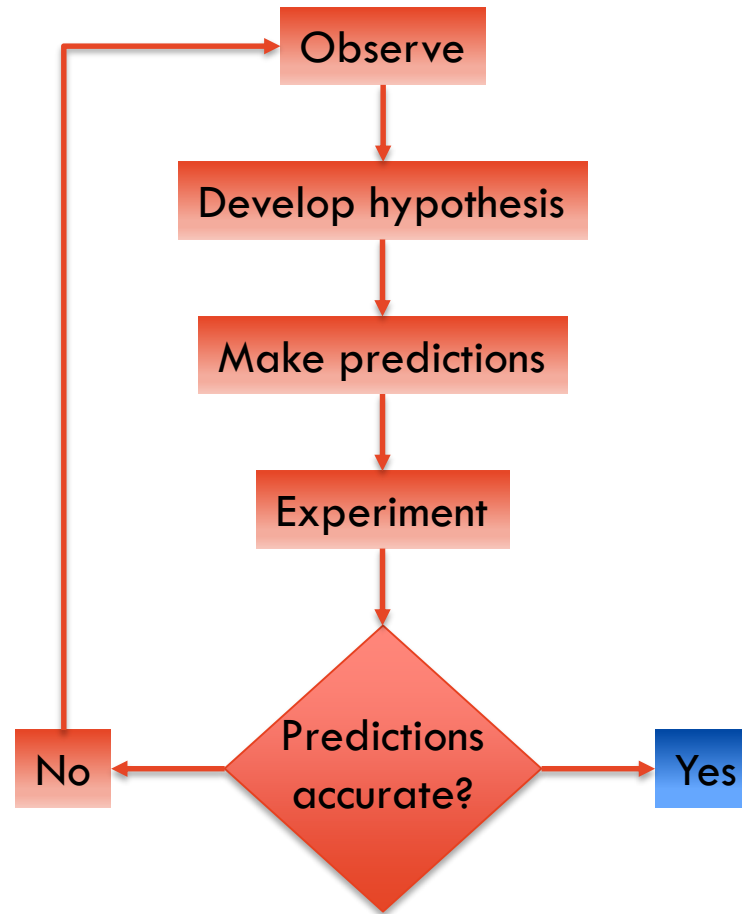 Observe
Develop hypothesis
Make predictions
Experiment
Predictions
accurate?
No
Yes